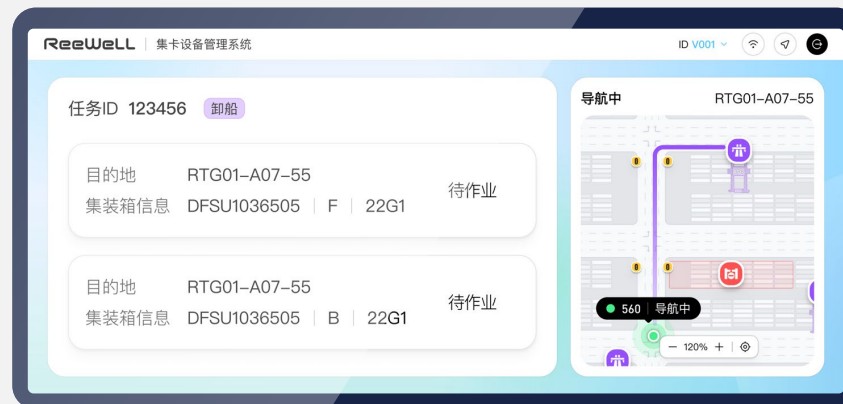 ReeWeLL | 集卡设备管理系统
ID V001
任务ID 123456 卸船
目的地 RTG01-A07-55
集装箱信息 DFSU1036505 | F | 22G1
待作业
目的地 RTG01-A07-55
集装箱信息 DFSU1036505 | B | 22G1
待作业
导航中 RTG01-A07-55
560 | 导航中
120%